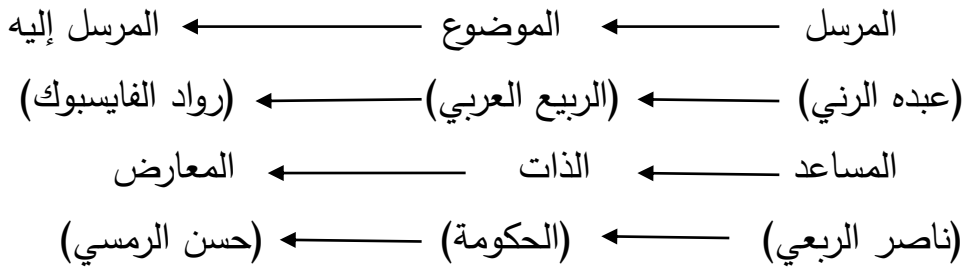 المرسل الموضوع المرسل إليه
(عبده الرني) (الربيع العربي) (رواد الفايسبوك)
المساعد الذات المعارض
(ناصر الربعي) (الحكومة) (حسن الرمسي)